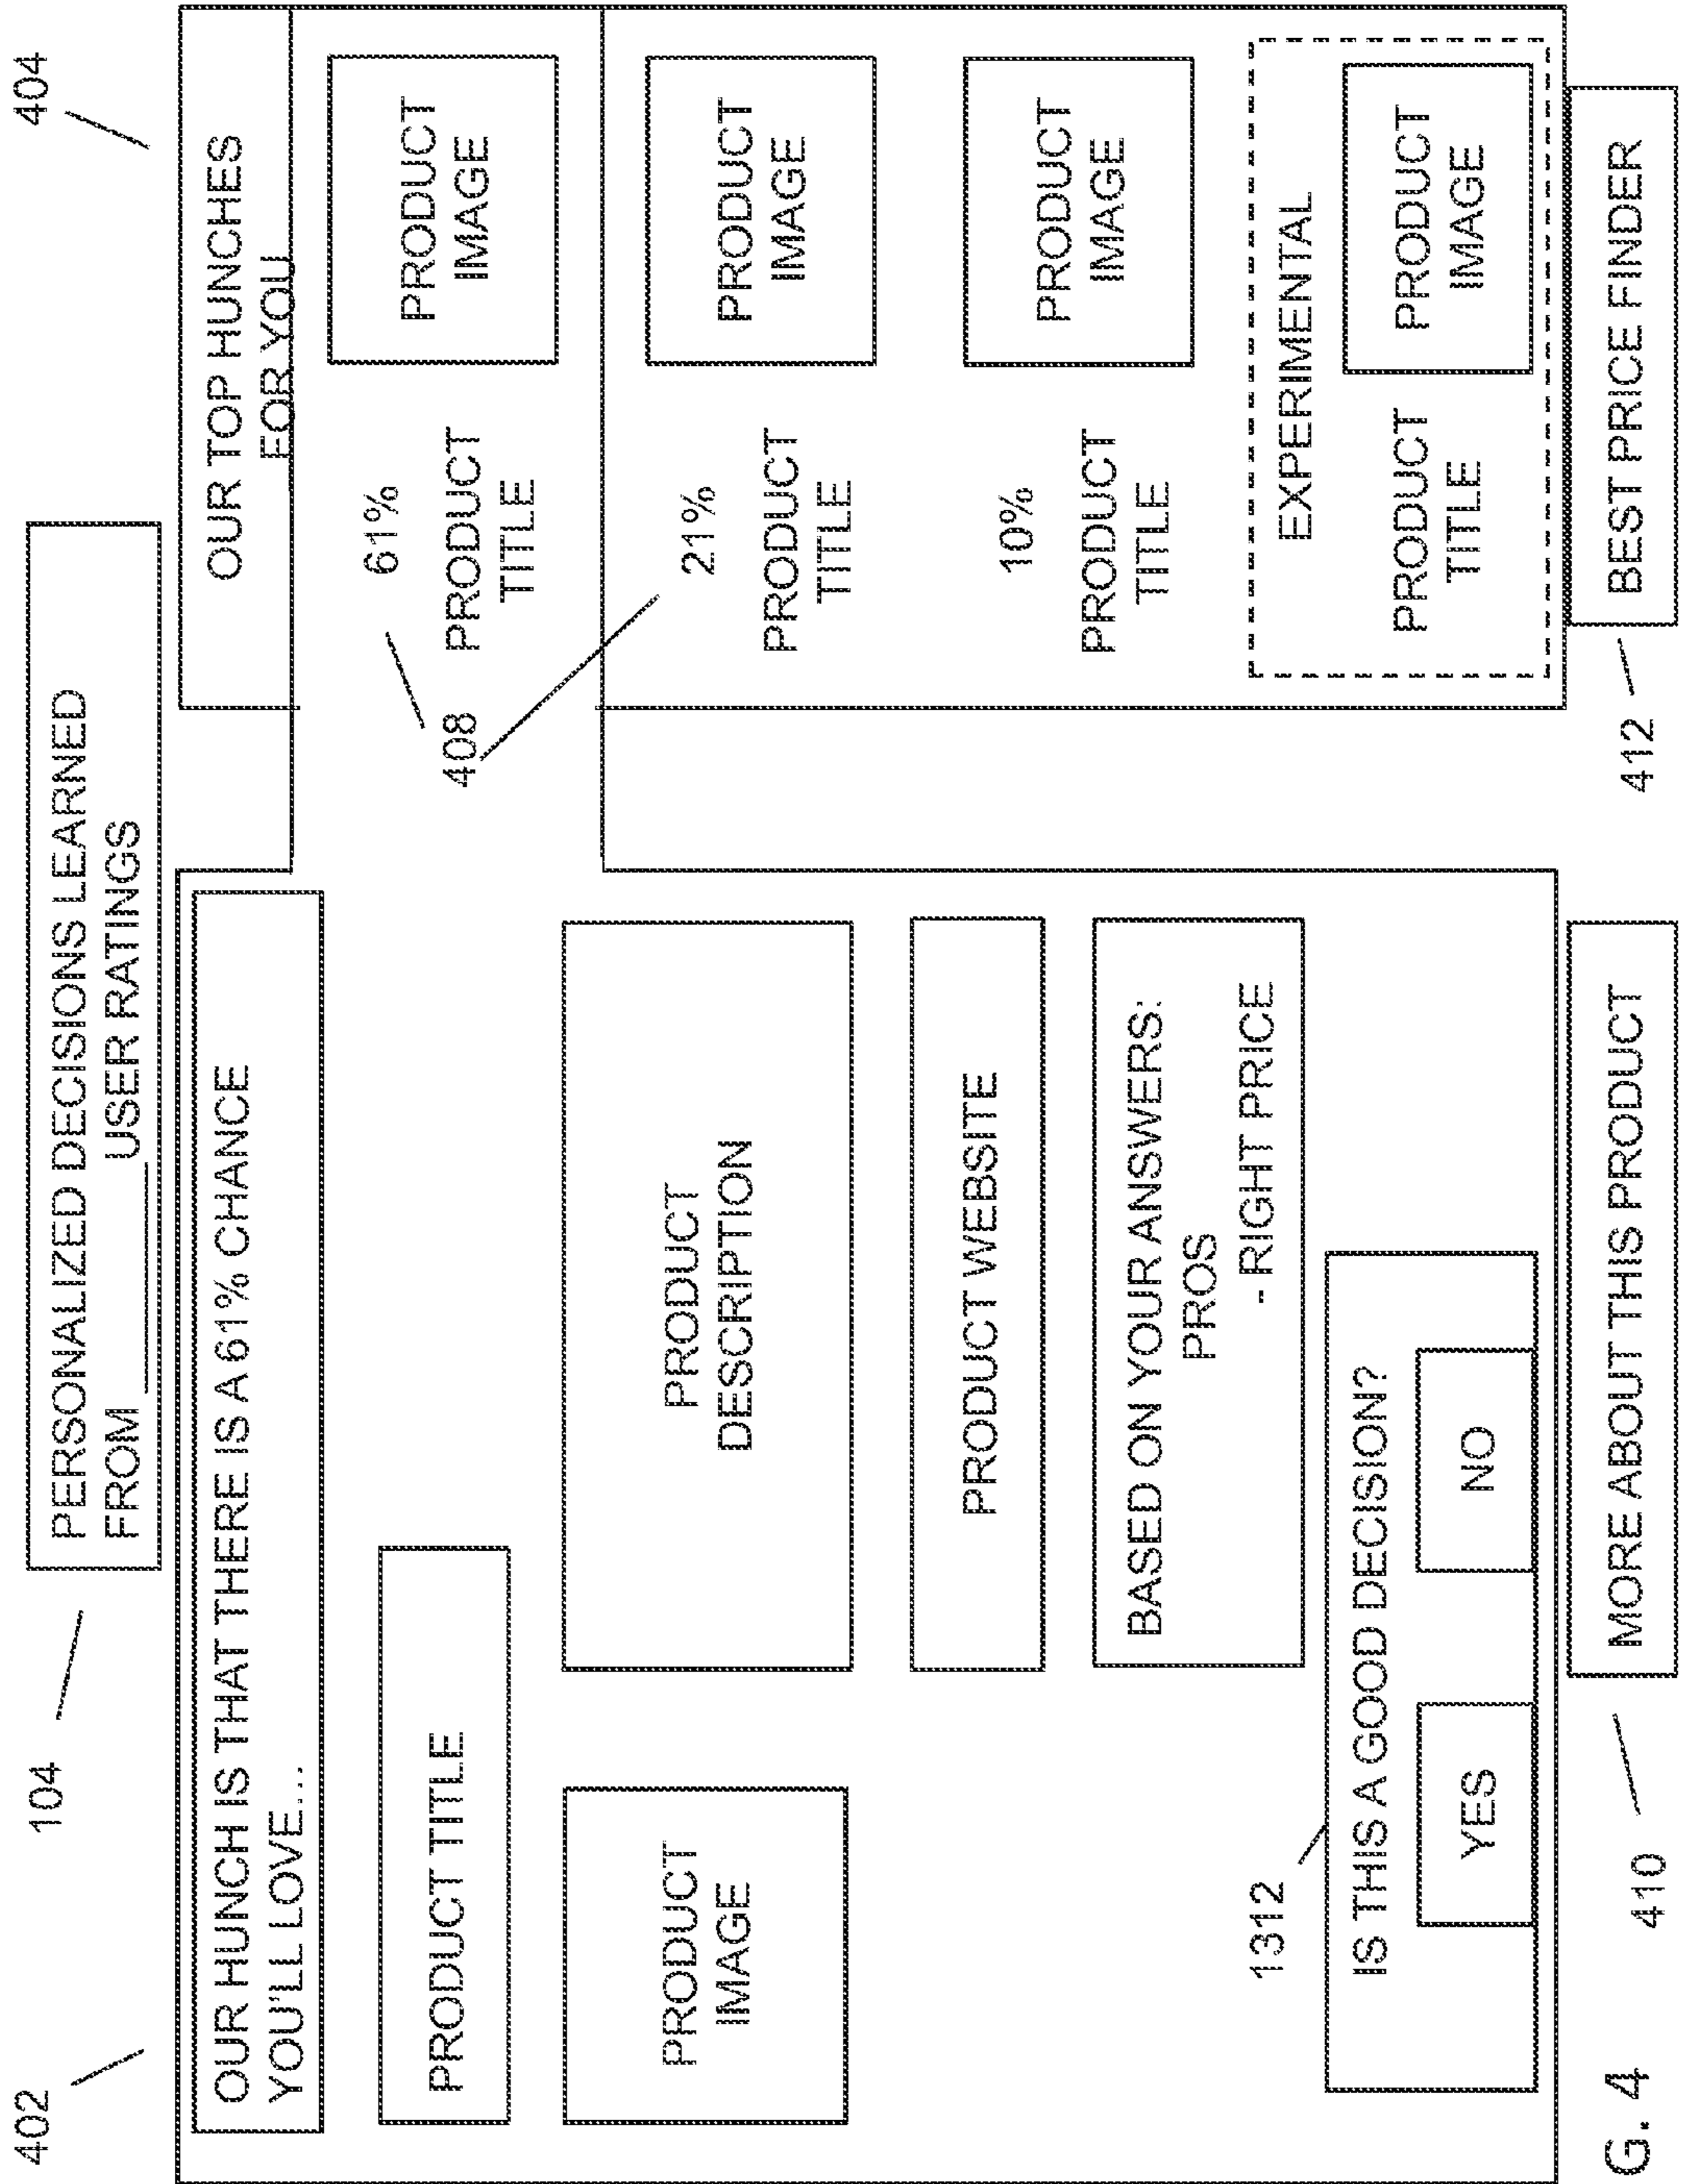 104
PERSONALIZED DECISIONS LEARNED
FROM ________ USER RATINGS
402
OUR HUNCH IS THAT THERE IS A 61% CHANCE
YOU'LL LOVE...
PRODUCT TITLE
PRODUCT
IMAGE
PRODUCT
DESCRIPTION
PRODUCT WEBSITE
BASED ON YOUR ANSWERS:
PROS
- RIGHT PRICE
1312
IS THIS A GOOD DECISION?
YES
NO
410
MORE ABOUT THIS PRODUCT
404
OUR TOP HUNCHES
FOR YOU
408
61%
PRODUCT
TITLE
PRODUCT
IMAGE
21%
PRODUCT
TITLE
PRODUCT
IMAGE
10%
PRODUCT
TITLE
PRODUCT
IMAGE
EXPERIMENTAL
PRODUCT
TITLE
PRODUCT
IMAGE
412
BEST PRICE FINDER
G. 4